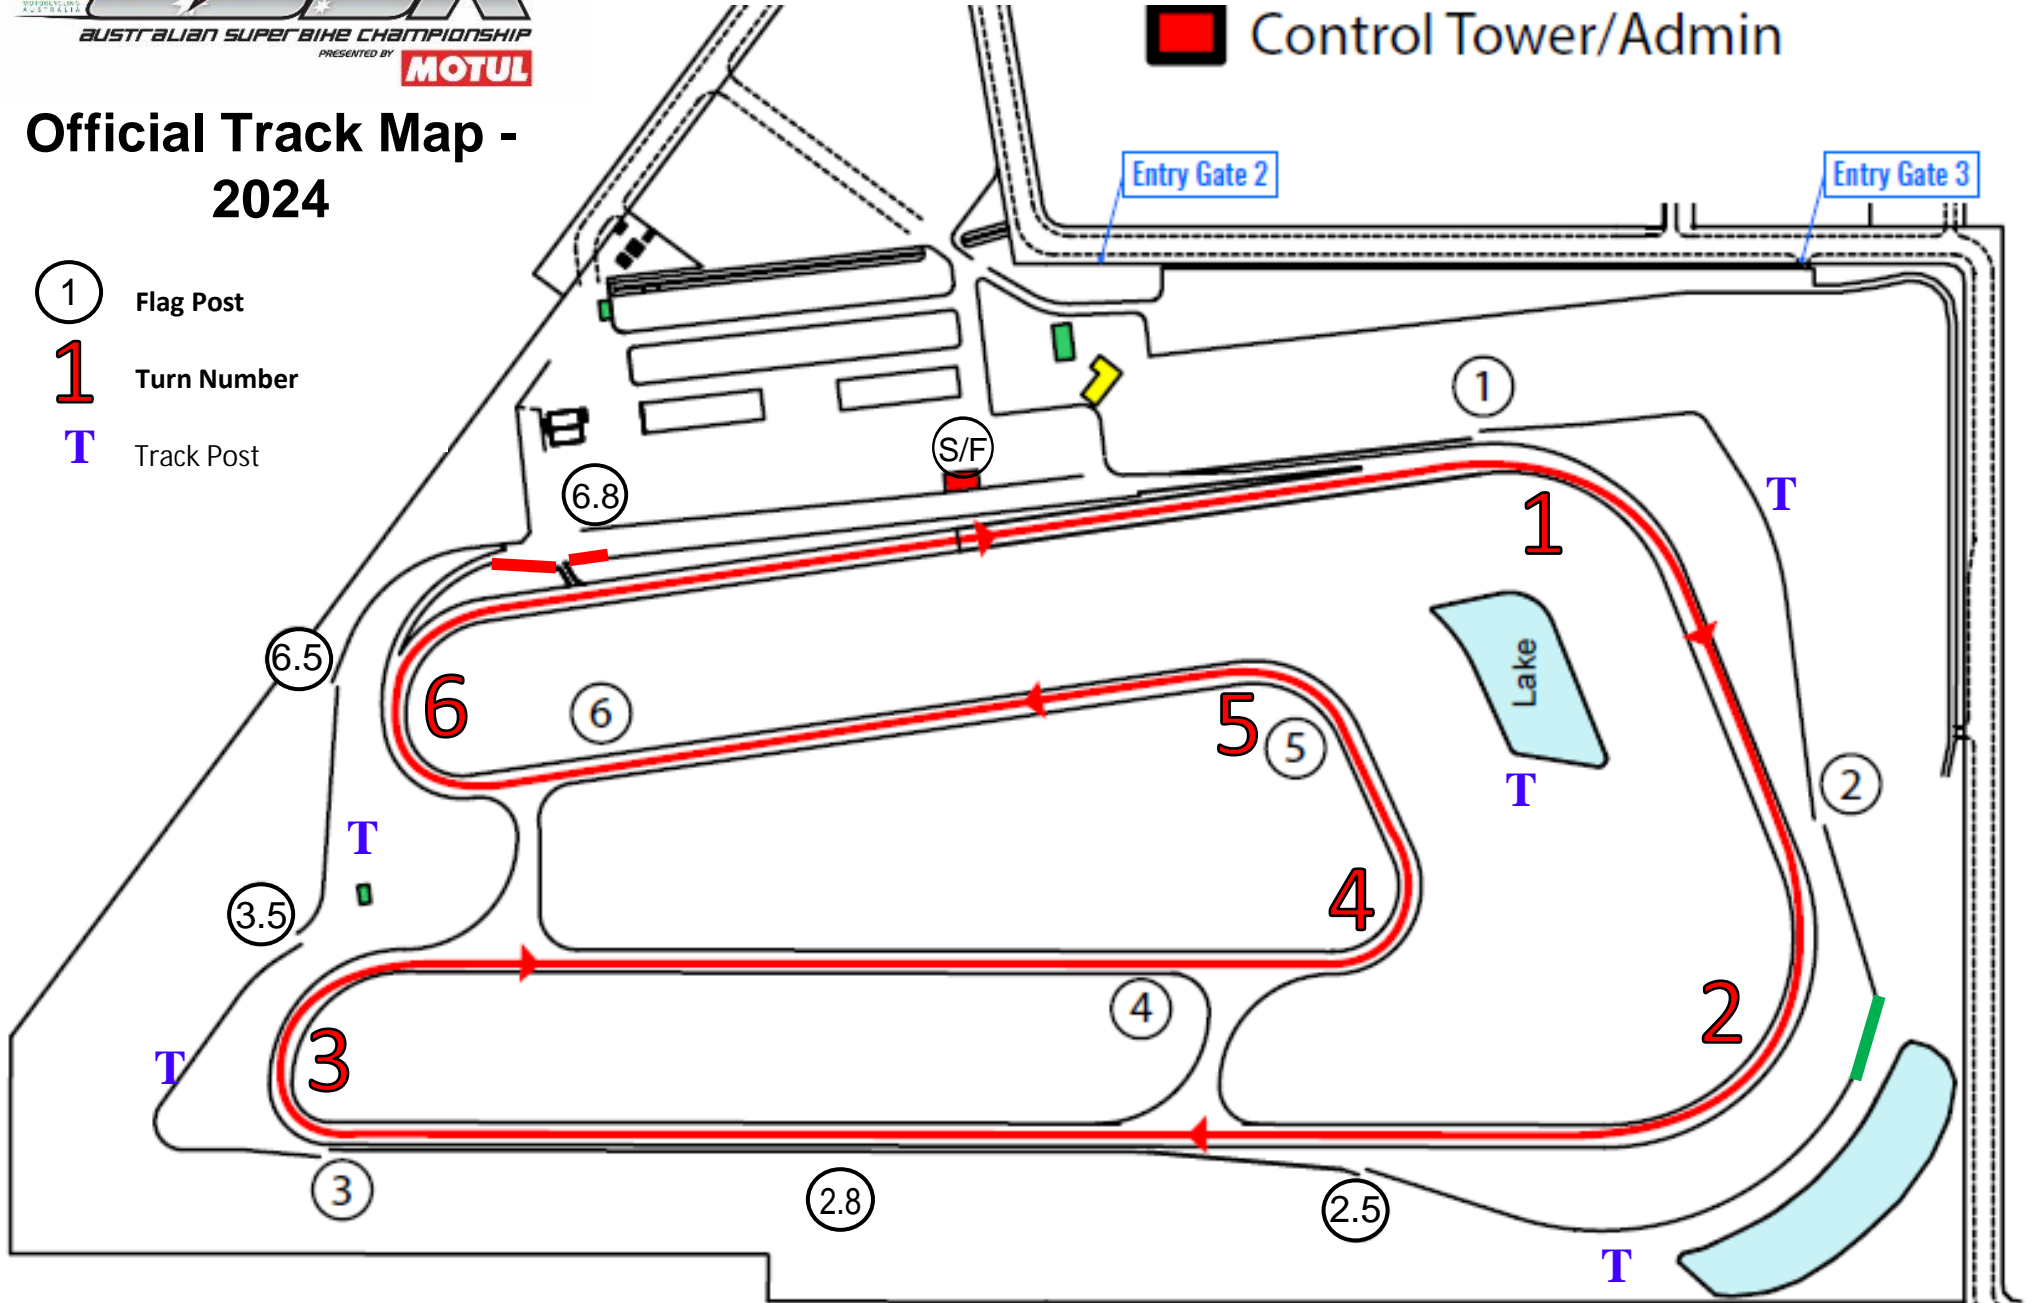 MOTORCYCLING
AUSTRALIA
AUSTRALIAN SUPERBIKE CHAMPIONSHIP
PRESENTED BY
MOTUL
Control Tower/Admin
Official Track Map -
2024
Entry Gate 2
Entry Gate 3
1
Flag Post
1
Turn Number
T
Track Post
1
S/F
6.8
T
1
6.5
Lake
6
6
5
5
T
2
T
3.5
4
4
2
3
T
3
2.8
2.5
T